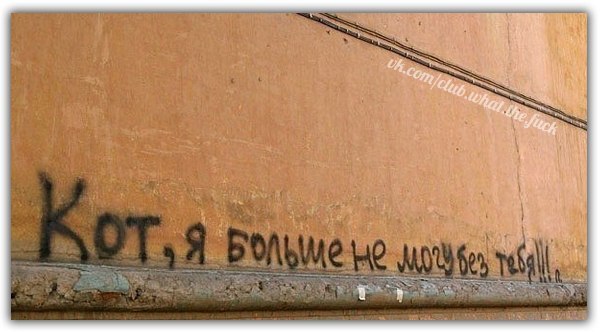 vk.com/club.what.the.fuck
Кот, я больше не могу без тебя!!!..